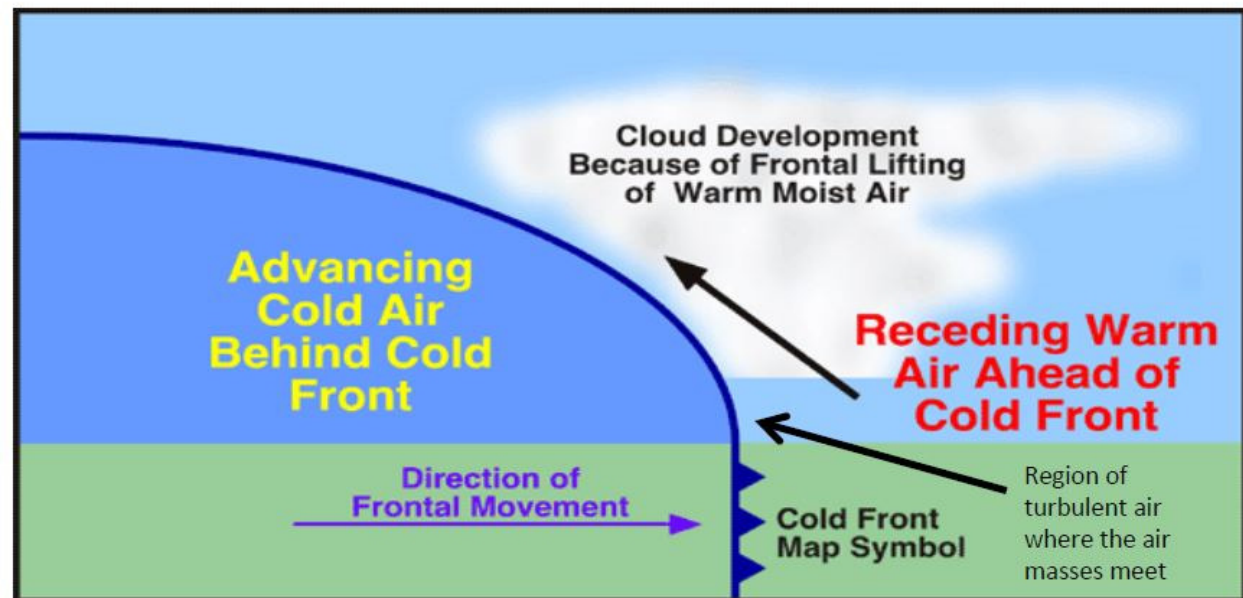 Cloud Development
Because of Frontal Lifting
of Warm Moist Air
Advancing
Cold Air
Behind Cold
Front
Receding Warm
Air Ahead of
Cold Front
Direction of
Frontal Movement
Cold Front
Map Symbol
Region of
turbulent air
where the air
masses meet